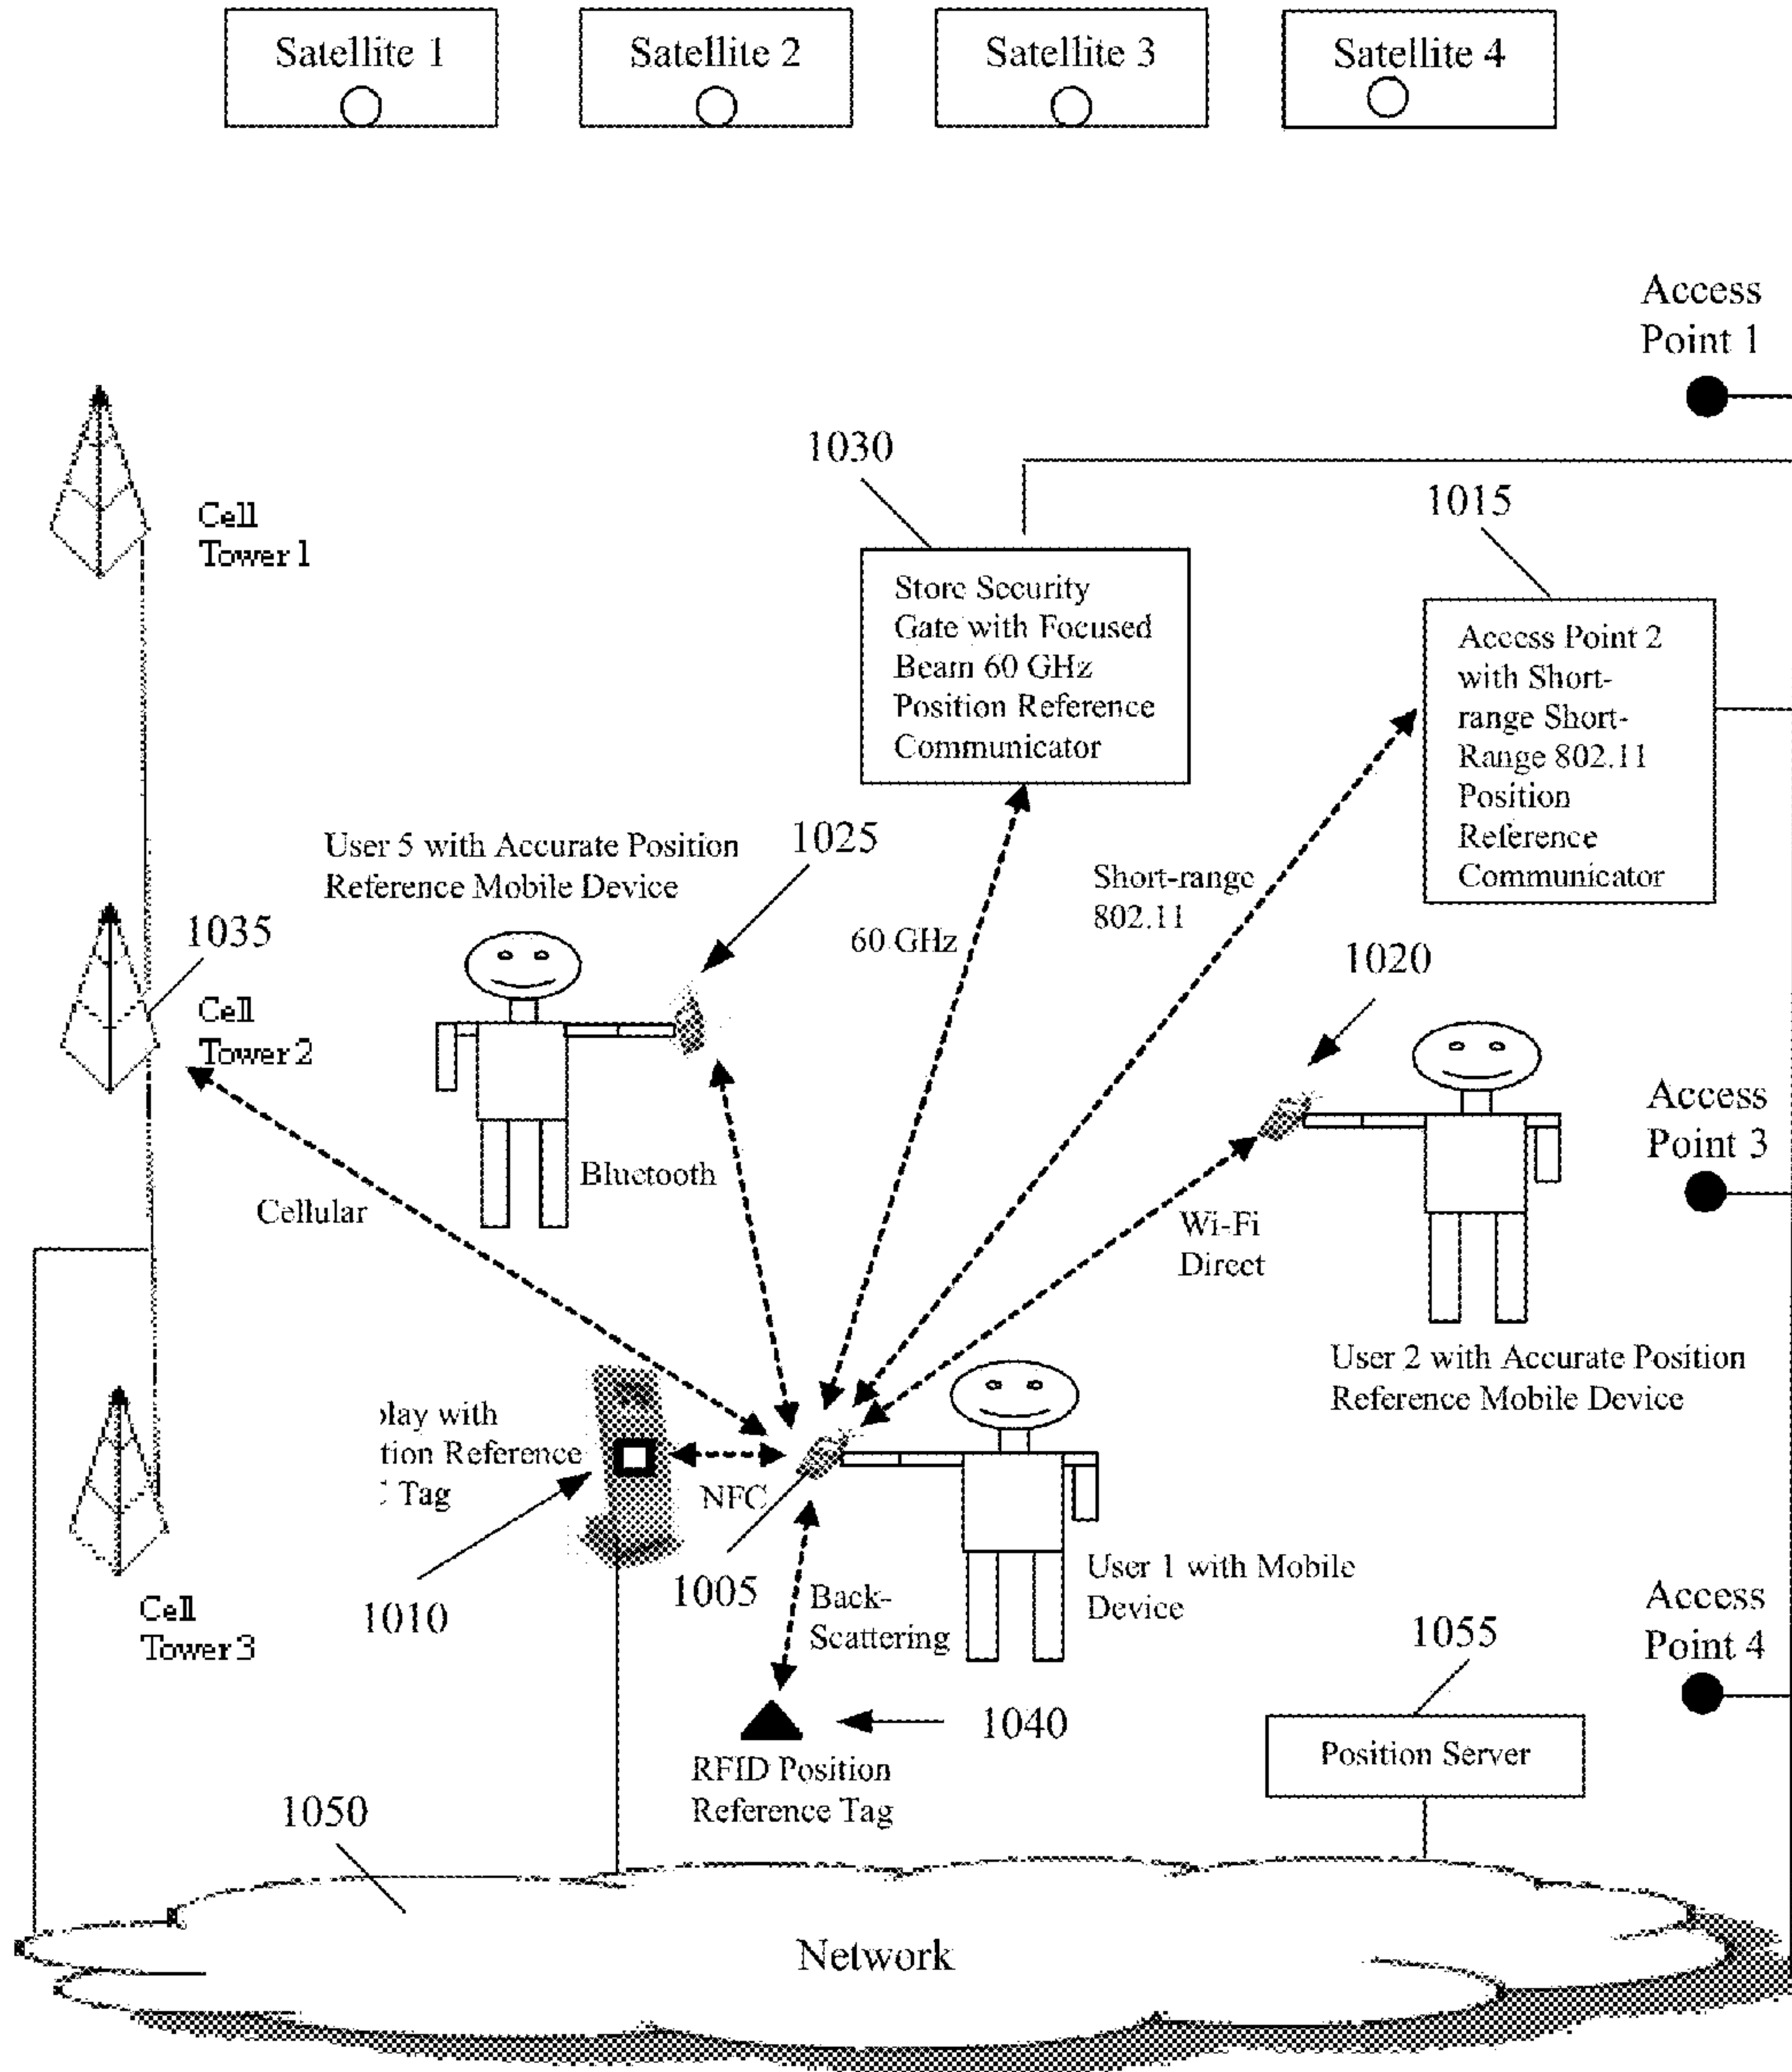 Satellite 1
Satellite 2
Satellite 3
Satellite 4
Access
Point 1
1030
1015
Cell
Tower 1
Store Security
Gate with Focused
Beam 60 GHz
Position Reference
Communicator
Access Point 2
with Short-
range Short-
Range 802.11
Position
Reference
Communicator
User 5 with Accurate Position
Reference Mobile Device
1025
Short-range
802.11
1035
60 GHz
1020
Cell
Tower 2
Access
Point 3
Bluetooth
Cellular
Wi-Fi
Direct
User 2 with Accurate Position
Reference Mobile Device
play with
tion Reference
Tag
NFC
1005
1010
User 1 with Mobile
Device
Back-
Scattering
Cell
Tower 3
Access
Point 4
1055
1040
Position Server
RFID Position
Reference Tag
1050
Network